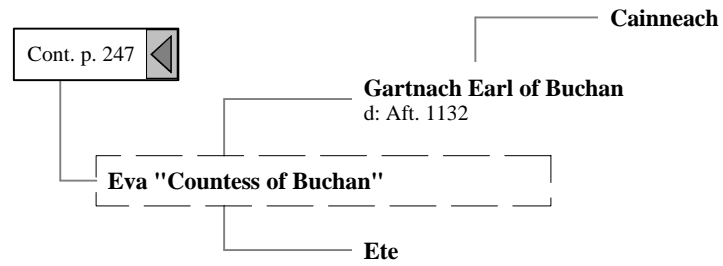 Cainneach
Cont. p. 247
Gartnach Earl of Buchan
d: Aft. 1132
Eva "Countess of Buchan"
Ete